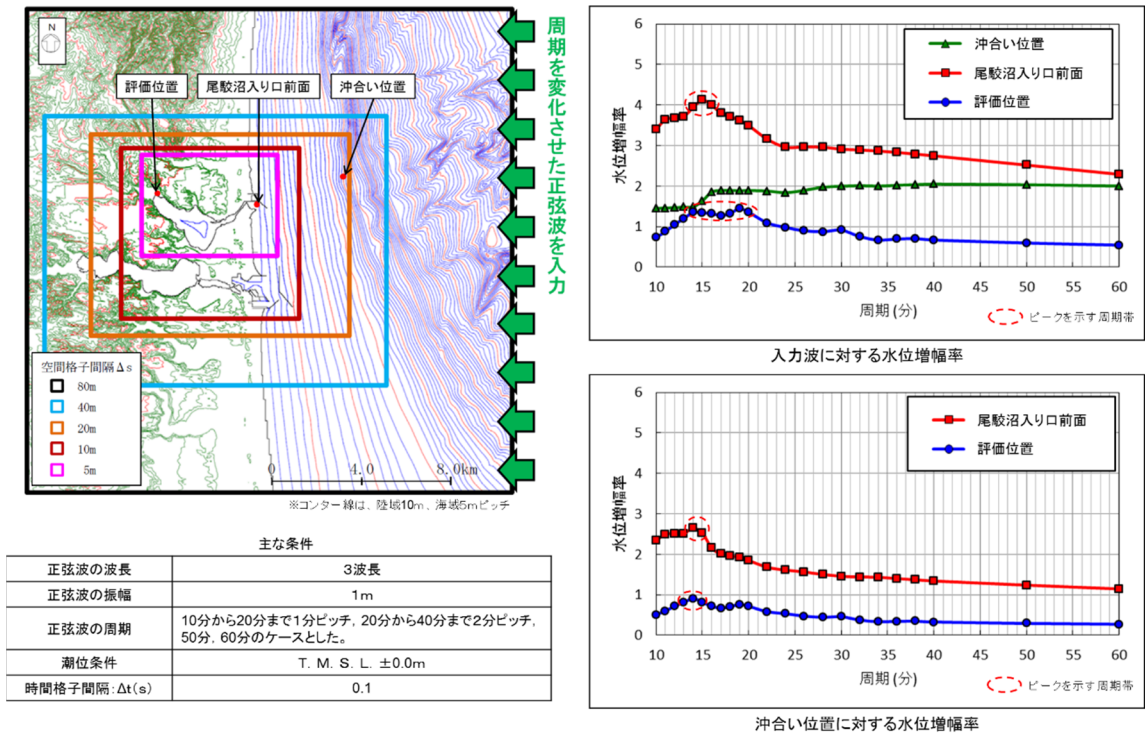 N
評価位置
尾駮沼入り口前面
沖合い位置
周期を変化させた正弦波を入力
空間格子間隔Δs
80m
40m
20m
10m
5m
0 4.0 8.0km
※コンター線は、陸域10m、海域5mピッチ
主な条件
正弦波の波長 3波長
正弦波の振幅 1m
正弦波の周期 10分から20分まで1分ピッチ, 20分から40分まで2分ピッチ,
50分, 60分のケースとした。
潮位条件 T. M. S. L. ±0.0m
時間格子間隔:Δt(s) 0.1
水位増幅率
6
5
4
3
2
1
0
沖合い位置
尾駮沼入り口前面
評価位置
10 15 20 25 30 35 40 45 50 55 60
周期(分)
ピークを示す周期帯
入力波に対する水位増幅率
水位増幅率
6
5
4
3
2
1
0
尾駮沼入り口前面
評価位置
10 15 20 25 30 35 40 45 50 55 60
周期(分)
ピークを示す周期帯
沖合い位置に対する水位増幅率